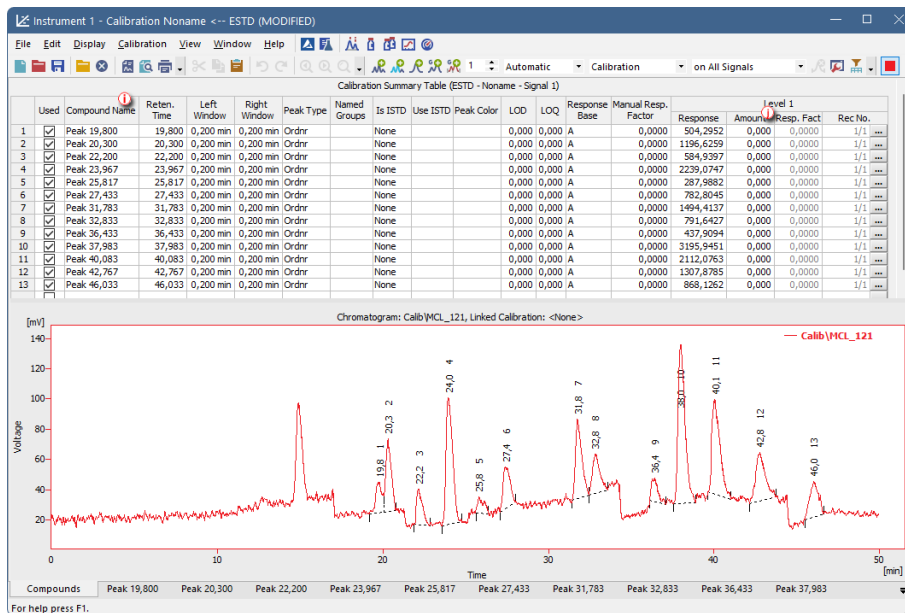 Instrument 1 - Calibration Noname <-- ESTD (MODIFIED)
File Edit Display Calibration View Window Help
1 Automatic Calibration on All Signals
Calibration Summary Table (ESTD - Noname - Signal 1)
Used Compound Name Reten. Time Left Window Right Window Peak Type Named Groups Is ISTD Use ISTD Peak Color LOD LOQ Response Base Manual Resp. Factor Level 1
Response Amount Resp. Fact Rec No.
1 Peak 19,800 19,800 0,200 min 0,200 min Ordnr None 0,000 0,000 A 0,0000 504,2952 0,000 0,0000 1/1 ...
2 Peak 20,300 20,300 0,200 min 0,200 min Ordnr None 0,000 0,000 A 0,0000 1196,6259 0,000 0,0000 1/1 ...
3 Peak 22,200 22,200 0,200 min 0,200 min Ordnr None 0,000 0,000 A 0,0000 584,9397 0,000 0,0000 1/1 ...
4 Peak 23,967 23,967 0,200 min 0,200 min Ordnr None 0,000 0,000 A 0,0000 2239,0747 0,000 0,0000 1/1 ...
5 Peak 25,817 25,817 0,200 min 0,200 min Ordnr None 0,000 0,000 A 0,0000 287,9882 0,000 0,0000 1/1 ...
6 Peak 27,433 27,433 0,200 min 0,200 min Ordnr None 0,000 0,000 A 0,0000 782,8045 0,000 0,0000 1/1 ...
7 Peak 31,783 31,783 0,200 min 0,200 min Ordnr None 0,000 0,000 A 0,0000 1494,4137 0,000 0,0000 1/1 ...
8 Peak 32,833 32,833 0,200 min 0,200 min Ordnr None 0,000 0,000 A 0,0000 791,6427 0,000 0,0000 1/1 ...
9 Peak 36,433 36,433 0,200 min 0,200 min Ordnr None 0,000 0,000 A 0,0000 437,9094 0,000 0,0000 1/1 ...
10 Peak 37,983 37,983 0,200 min 0,200 min Ordnr None 0,000 0,000 A 0,0000 3195,9451 0,000 0,0000 1/1 ...
11 Peak 40,083 40,083 0,200 min 0,200 min Ordnr None 0,000 0,000 A 0,0000 2112,0763 0,000 0,0000 1/1 ...
12 Peak 42,767 42,767 0,200 min 0,200 min Ordnr None 0,000 0,000 A 0,0000 1307,8785 0,000 0,0000 1/1 ...
13 Peak 46,033 46,033 0,200 min 0,200 min Ordnr None 0,000 0,000 A 0,0000 868,1262 0,000 0,0000 1/1 ...
Chromatogram: Calib\MCL_121, Linked Calibration: <None>
[mV]
Calib\MCL_121
140
120
100
80
60
40
20
Voltage
19,8 1
20,3 2
22,2 3
24,0 4
25,8 5
27,4 6
31,8 7
32,8 8
36,4 9
38,0 10
40,1 11
42,8 12
46,0 13
0 10 20 30 40 50
Time
[min]
Compounds Peak 19,800 Peak 20,300 Peak 22,200 Peak 23,967 Peak 25,817 Peak 27,433 Peak 31,783 Peak 32,833 Peak 36,433 Peak 37,983
For help press F1.